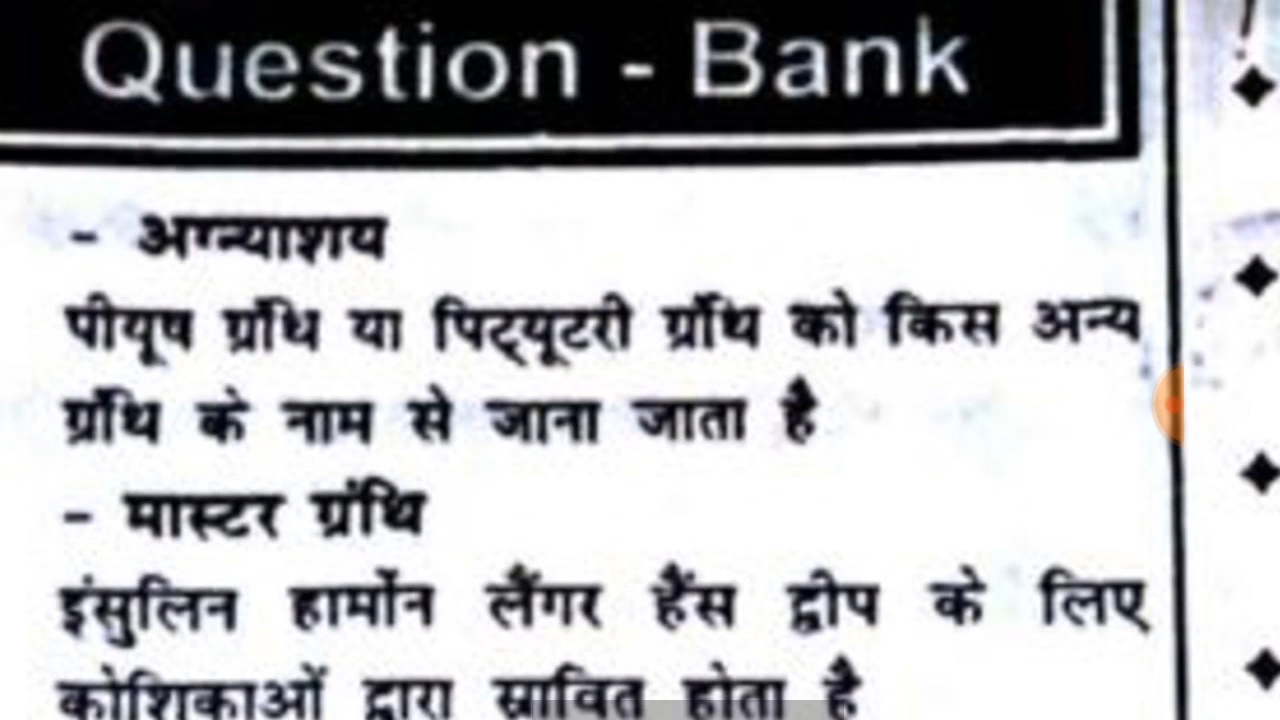 Question - Bank
- अग्न्याशय
पीयूष ग्रंथि या पिट्यूटरी ग्रंथि को किस अन्य
ग्रंथि के नाम से जाना जाता है
- मास्टर ग्रंथि
इंसुलिन हार्मोन लैंगर हैंस द्वीप के लिए
कोशिकाओं द्वारा स्रावित होता है